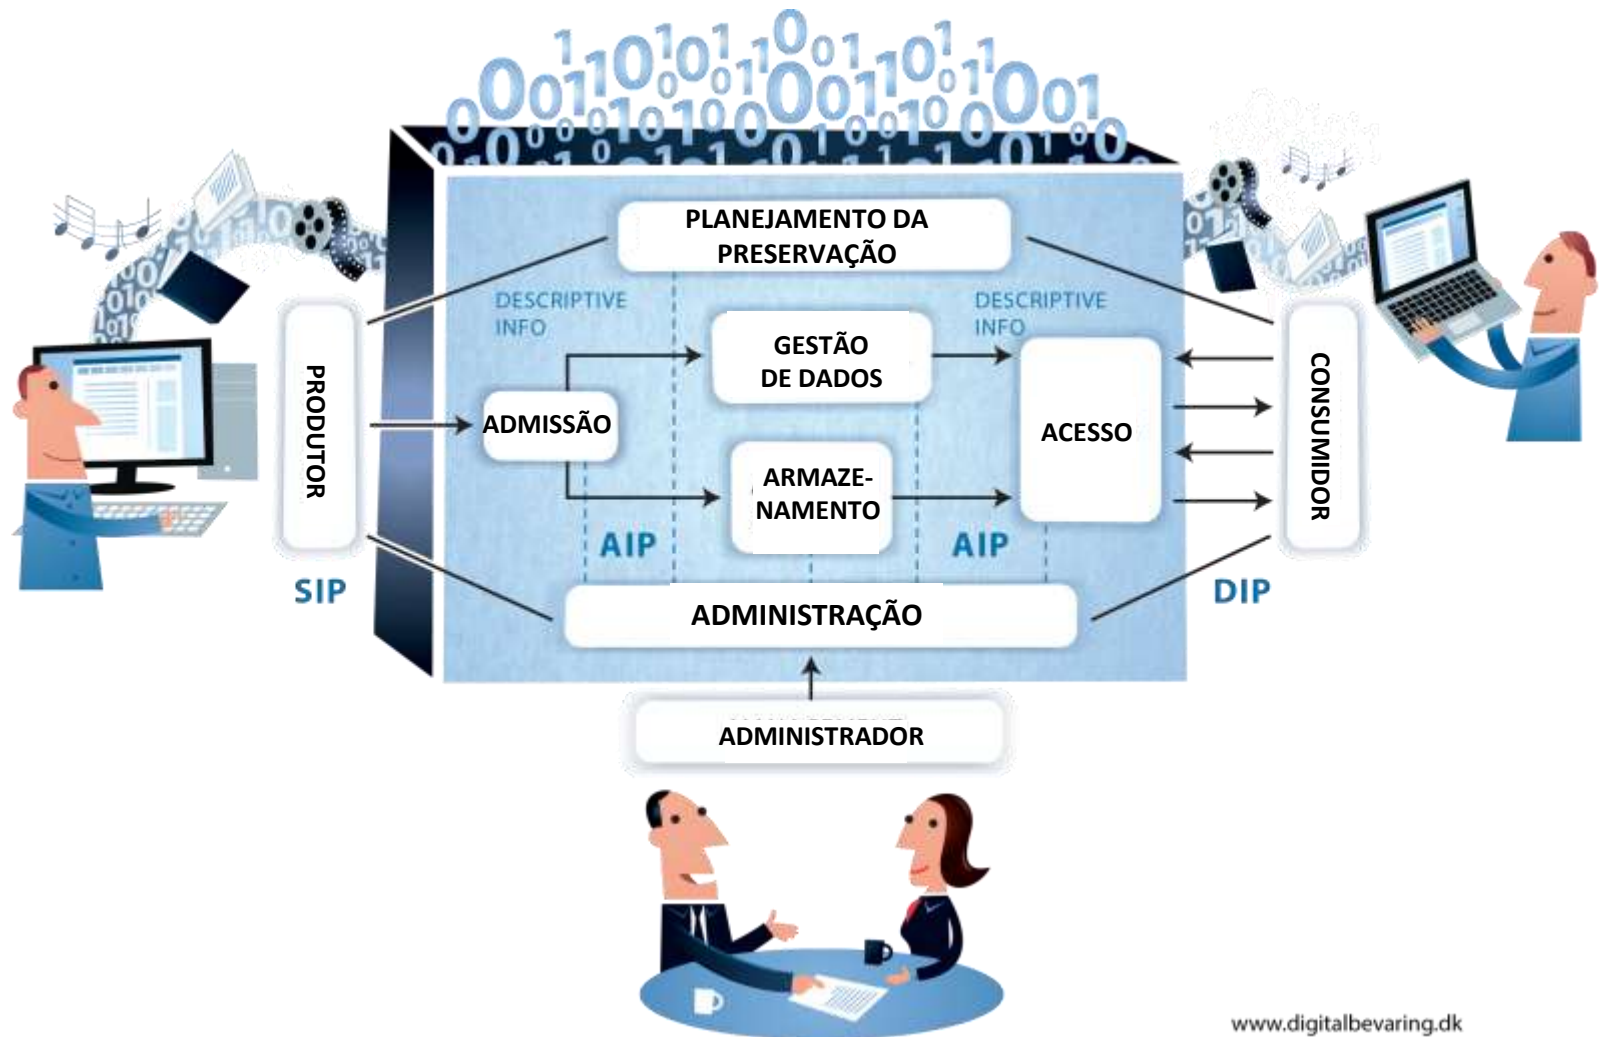 PLANEJAMENTO DA
PRESERVAÇÃO
DESCRIPTIVE
INFO
DESCRIPTIVE
INFO
PRODUTOR
ADMISSÃO
GESTÃO
DE DADOS
ARMAZE-
NAMENTO
ACESSO
CONSUMIDOR
AIP
AIP
SIP
DIP
ADMINISTRAÇÃO
ADMINISTRADOR
www.digitalbevaring.dk